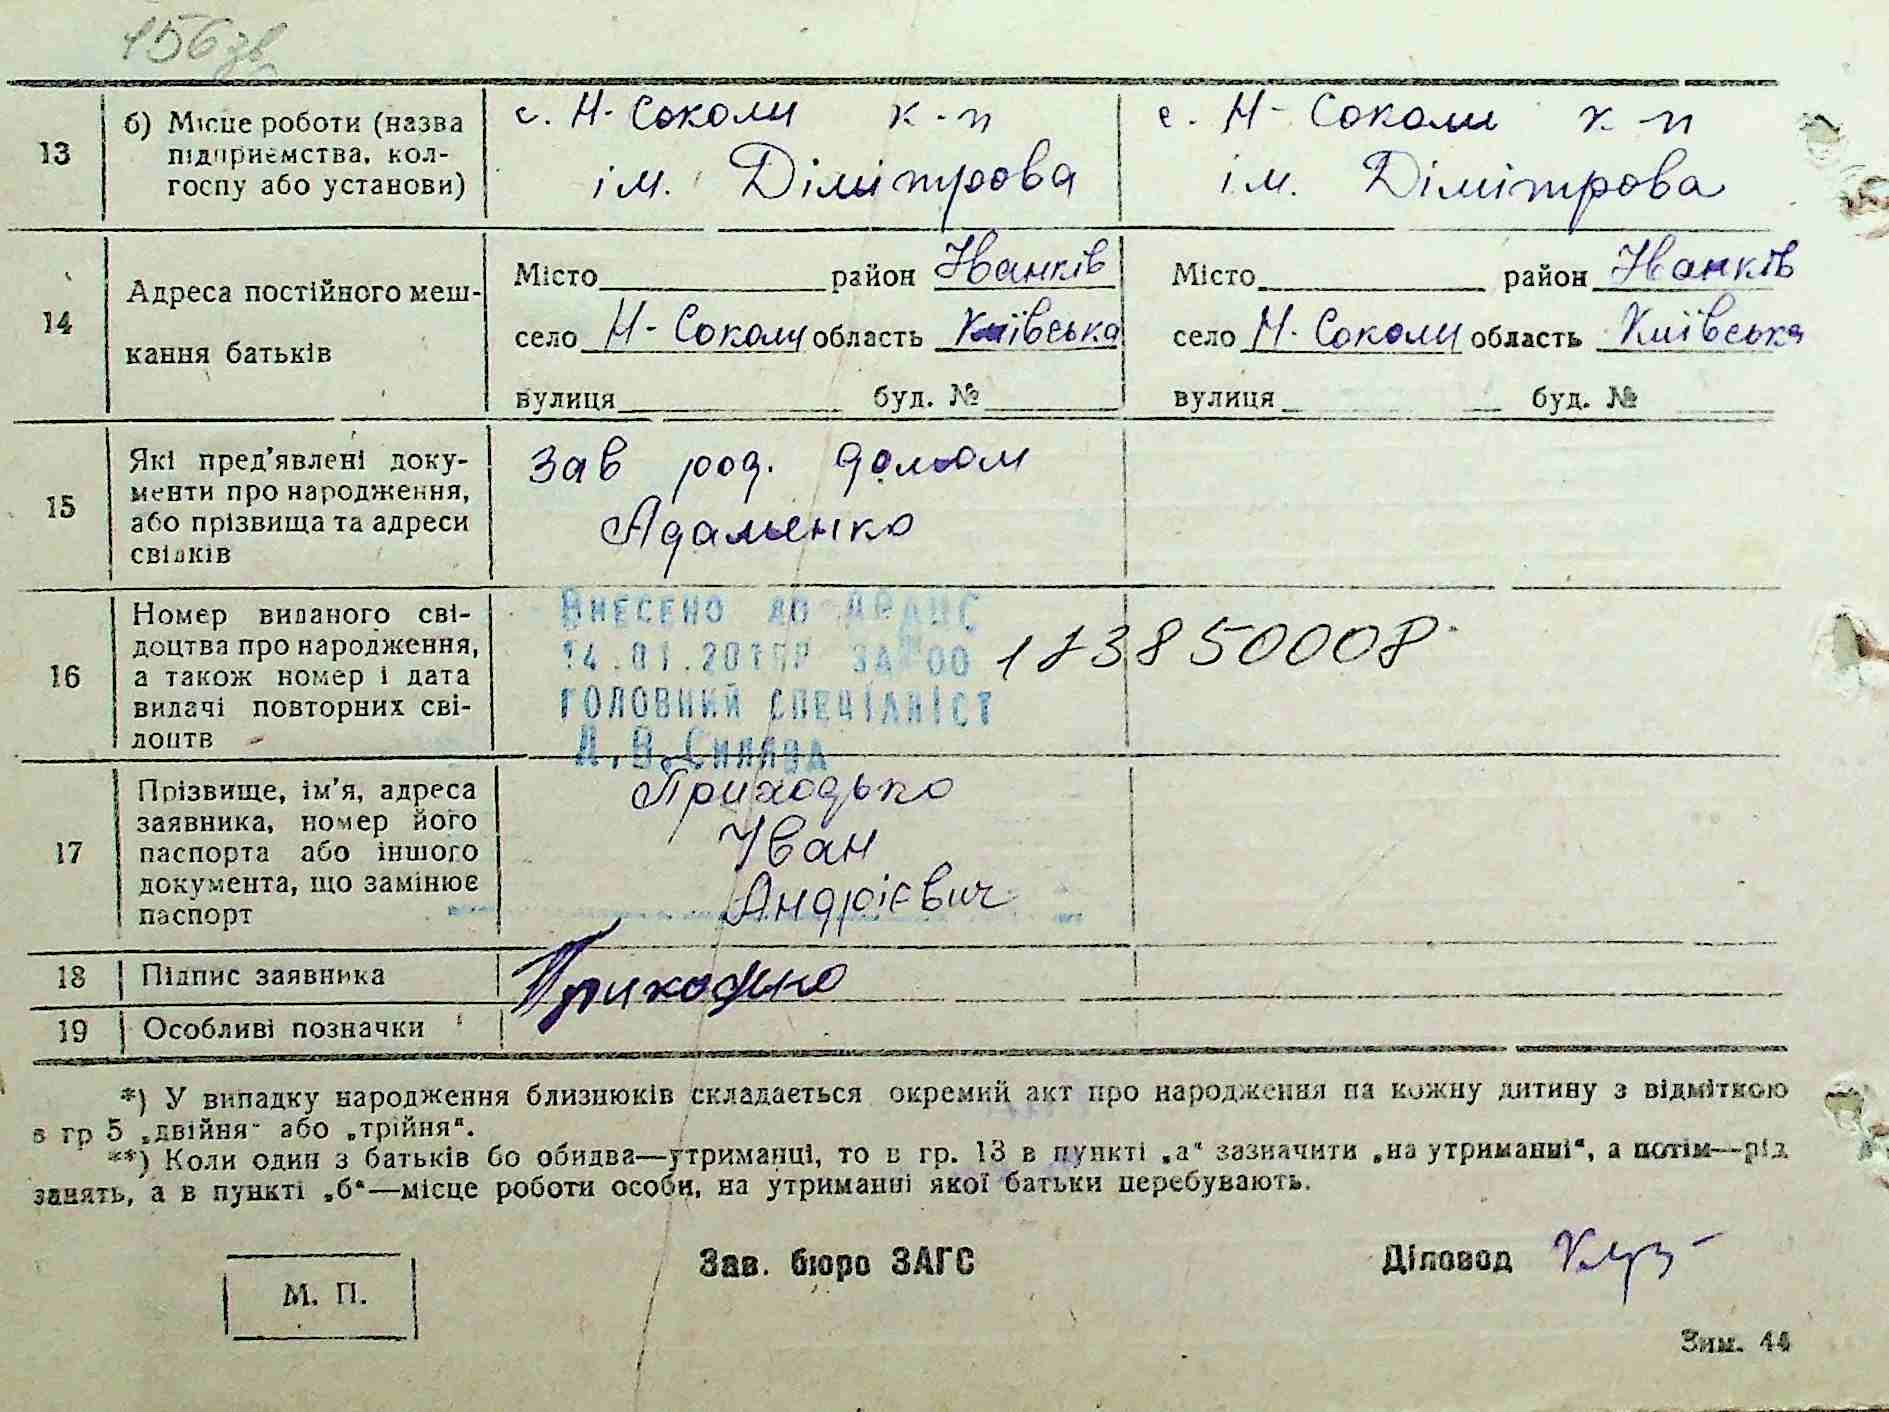 156 зв
13
б) Місце роботи (назва
підприємства, кол-
госпу або установи)
с. Н-Соколи к-п
ім. Дімітрова
с. Н-Соколи к-п
ім. Дімітрова
14
Адреса постійного меш-
кання батьків
Місто район Іванків
село Н-Соколи область Київська
вулиця буд. №
Місто район Іванків
село Н-Соколи область Київська
вулиця буд. №
15
Які пред'явлені доку-
менти про народження,
або прізвища та адреси
свідків
Зав род. домом
Адаменко
16
Номер виданого сві-
доцтва про народження,
а також номер і дата
видачі повторних сві-
доцтв
Внесено до ДРАЦС
14.01. ЗА 00
173850008
головний спеціаліст
17
Прізвище, ім'я, адреса
заявника, номер його
паспорта або іншого
документа, що замінює
паспорт
Приходько
Іван
Андрієвич
18
Підпис заявника
Приходько
19
Особливі позначки
*) У випадку народження близнюків складається окремий акт про народження на кожну дитину з відміткою
в гр 5 „двійня" або „трійня".
**) Коли один з батьків бо обидва—утриманці, то в гр. 13 в пункті „а" зазначити „на утриманні", а потім—рід
занять, а в пункті „б"—місце роботи особи, на утриманні якої батьки перебувають.
М. П.
Зав. бюро ЗАГС
Діловод
Зим. 44